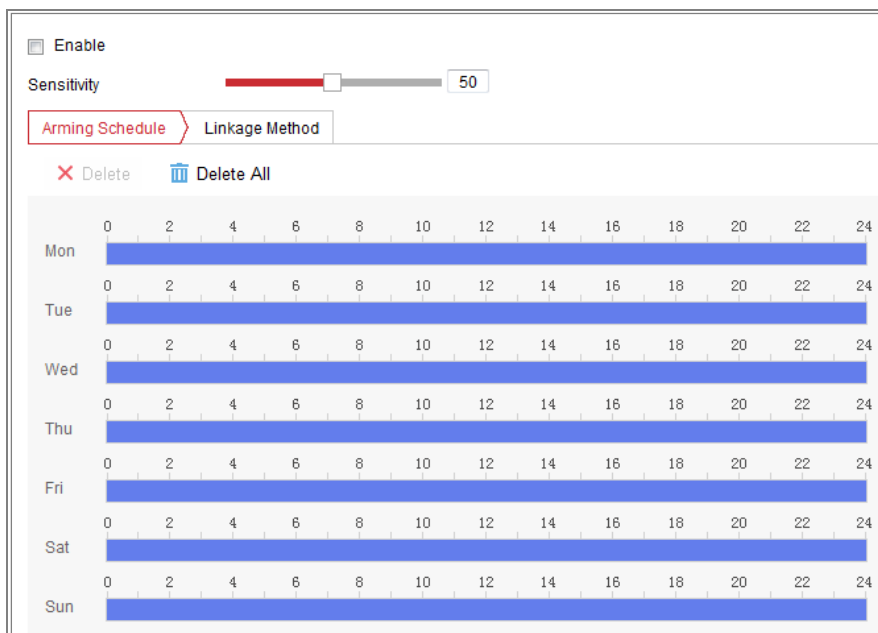 Enable
Sensitivity 50
Arming Schedule Linkage Method
Delete Delete All
0 2 4 6 8 10 12 14 16 18 20 22 24
Mon
0 2 4 6 8 10 12 14 16 18 20 22 24
Tue
0 2 4 6 8 10 12 14 16 18 20 22 24
Wed
0 2 4 6 8 10 12 14 16 18 20 22 24
Thu
0 2 4 6 8 10 12 14 16 18 20 22 24
Fri
0 2 4 6 8 10 12 14 16 18 20 22 24
Sat
0 2 4 6 8 10 12 14 16 18 20 22 24
Sun